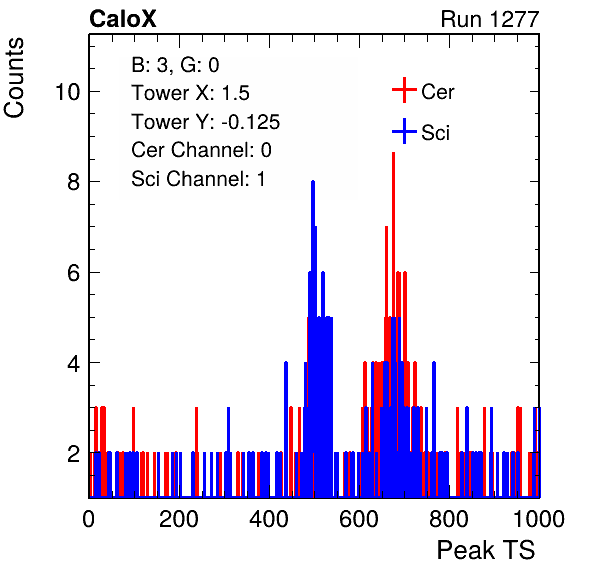 CaloX Run 1277
Counts
B: 3, G: 0
Tower X: 1.5
Tower Y: -0.125
Cer Channel: 0
Sci Channel: 1
Cer
Sci
10
8
6
4
2
0 200 400 600 800 1000
Peak TS